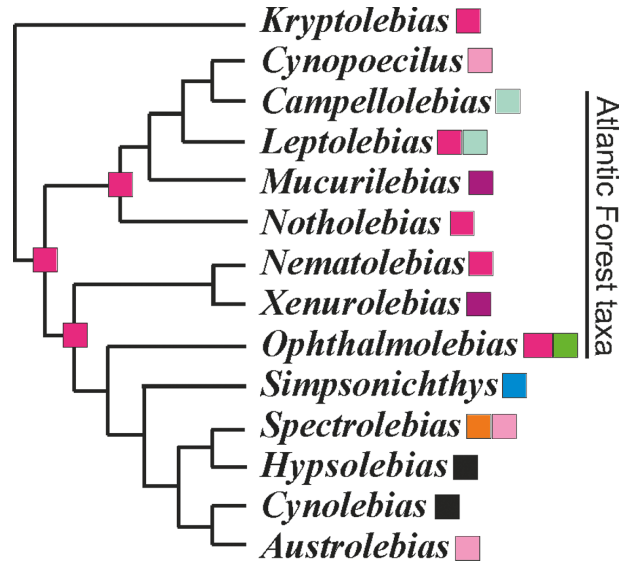 Kryptolebias
Cynopoecilus
Campellolebias
Leptolebias
Mucurilebias
Notholebias
Nematolebias
Xenurolebias
Ophthalmolebias
Simpsonichthys
Spectrolebias
Hypsolebias
Cynolebias
Austrolebias
Atlantic Forest taxa